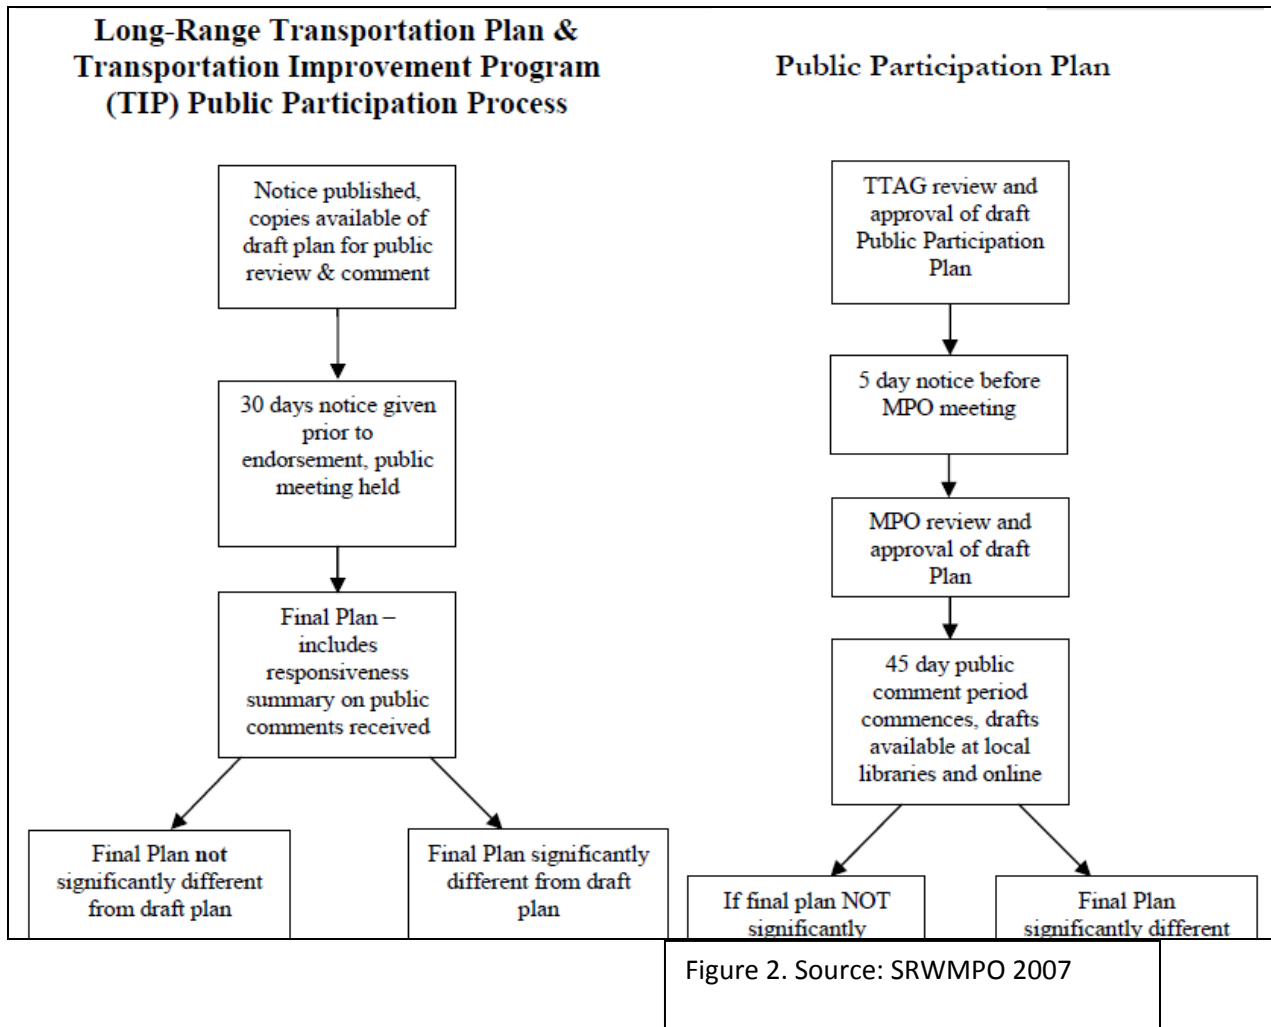 Long-Range Transportation Plan &
Transportation Improvement Program
(TIP) Public Participation Process
Notice published,
copies available of
draft plan for public
review & comment
30 days notice given
prior to
endorsement, public
meeting held
Final Plan –
includes
responsiveness
summary on public
comments received
Final Plan not
significantly different
from draft plan
Final Plan significantly
different from draft
plan
Public Participation Plan
TTAG review and
approval of draft
Public Participation
Plan
5 day notice before
MPO meeting
MPO review and
approval of draft
Plan
45 day public
comment period
commences, drafts
available at local
libraries and online
If final plan NOT
significantly
Final Plan
significantly different
Figure 2. Source: SRWMPO 2007